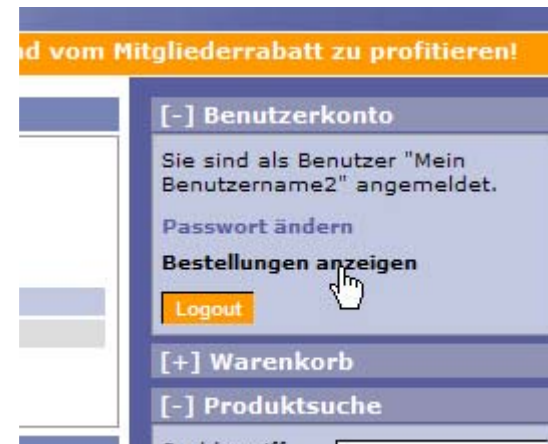 nd vom Mitgliederrabatt zu profitieren!
[-] Benutzerkonto
Sie sind als Benutzer "Mein
Benutzername2" angemeldet.
Passwort ändern
Bestellungen anzeigen
Logout
[+] Warenkorb
[-] Produktsuche